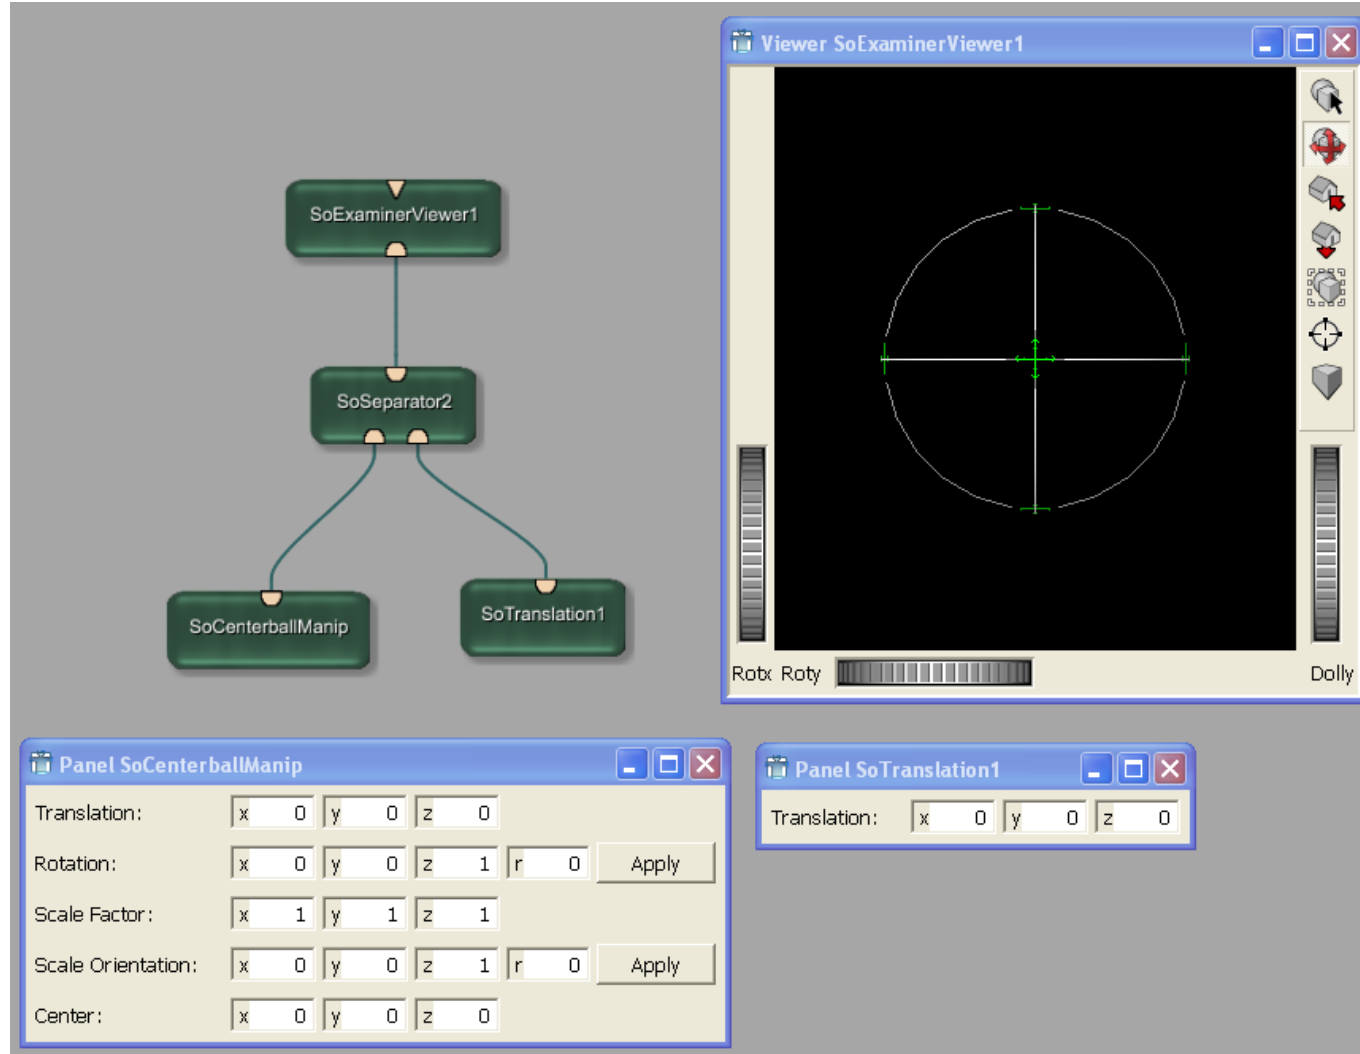 Viewer SoExaminerViewer1
SoExaminerViewer1
SoSeparator2
SoCenterballManip
SoTranslation1
Rotx Roty
Dolly
Panel SoCenterballManip
Translation: x 0 y 0 z 0
Rotation: x 0 y 0 z 1 r 0 Apply
Scale Factor: x 1 y 1 z 1
Scale Orientation: x 0 y 0 z 1 r 0 Apply
Center: x 0 y 0 z 0
Panel SoTranslation1
Translation: x 0 y 0 z 0